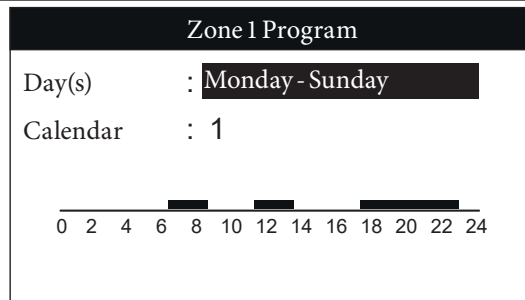 Zone 1 Program
Day(s) : Monday - Sunday
Calendar : 1
0 2 4 6 8 10 12 14 16 18 20 22 24